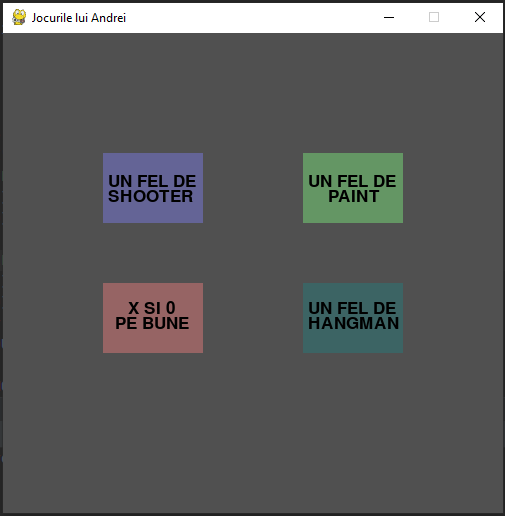 Jocurile lui Andrei
UN FEL DE
SHOOTER
UN FEL DE
PAINT
X SI 0
PE BUNE
UN FEL DE
HANGMAN